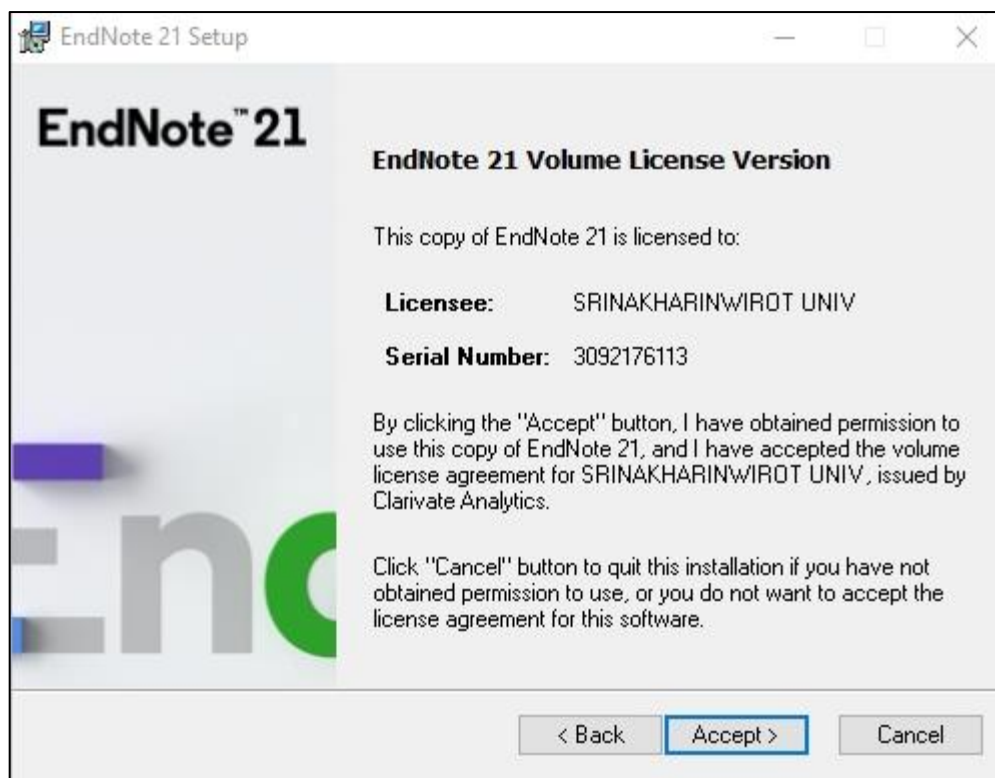 EndNote 21 Setup
EndNote™21
EndNote 21 Volume License Version
This copy of EndNote 21 is licensed to:
Licensee: SRINAKHARINWIROT UNIV
Serial Number: 3092176113
By clicking the "Accept" button, I have obtained permission to
use this copy of EndNote 21, and I have accepted the volume
license agreement for SRINAKHARINWIROT UNIV, issued by
Clarivate Analytics.
Click "Cancel" button to quit this installation if you have not
obtained permission to use, or you do not want to accept the
license agreement for this software.
< Back Accept > Cancel